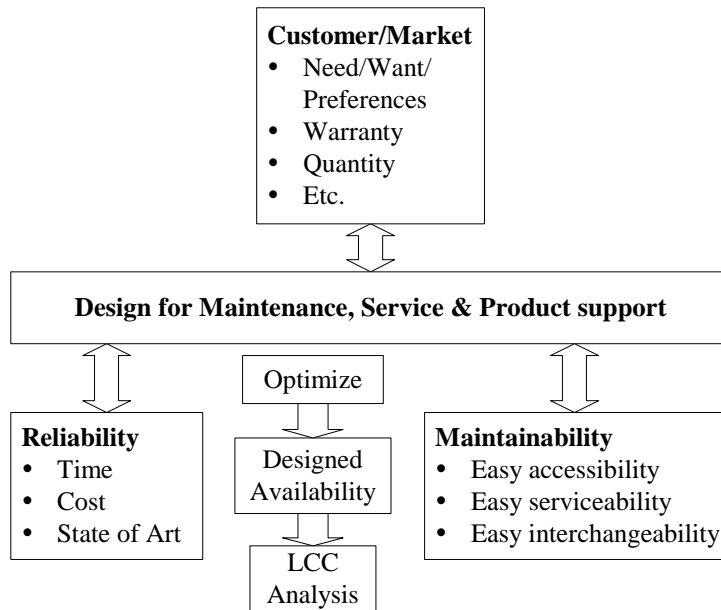 Customer/Market
• Need/Want/
Preferences
• Warranty
• Quantity
• Etc.
Design for Maintenance, Service & Product support
Optimize
Reliability
• Time
• Cost
• State of Art
Designed
Availability
LCC
Analysis
Maintainability
• Easy accessibility
• Easy serviceability
• Easy interchangeability